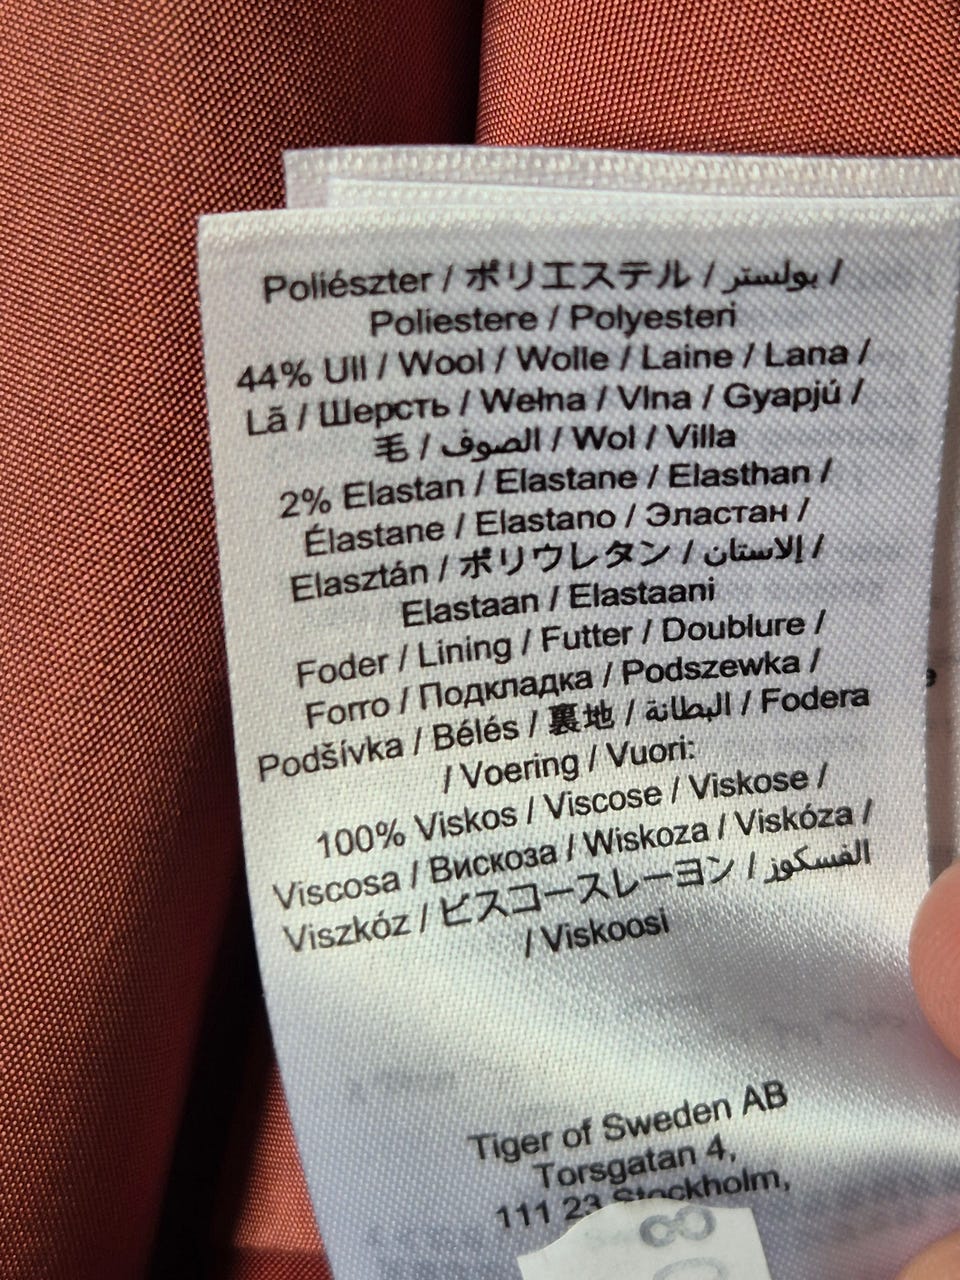 Poliészter / ポリエステル / بولستر /
Poliestere / Polyesteri
44% Ull / Wool / Wolle / Laine / Lana /
Lã / Шерсть / Wełna / Vlna / Gyapjú /
毛 / الصوف / Wol / Villa
2% Elastan / Elastane / Elasthan /
Élastane / Elastano / Эластан /
Elasztán / ポリウレタン / إلاستان /
Elastaan / Elastaani
Foder / Lining / Futter / Doublure /
Forro / Подкладка / Podszewka /
Podšívka / Bélés / 裏地 / البطانة / Fodera
/ Voering / Vuori:
100% Viskos / Viscose / Viskose /
Viscosa / Вискоза / Wiskoza / Viskóza /
Viszkóz / ビスコースレーヨン / الفسكوز
/ Viskoosi
Tiger of Sweden AB
Torsgatan 4,
111 23 Stockholm,